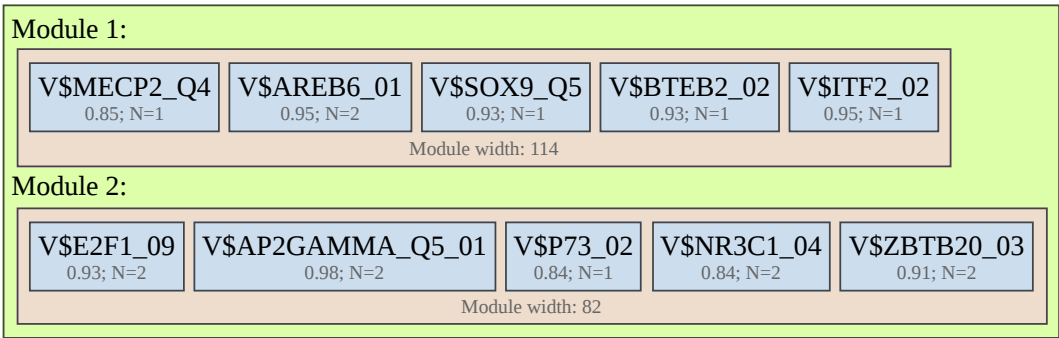 Module 1:
V$MECP2_Q4 V$AREB6_01 V$SOX9_Q5 V$BTEB2_02 V$ITF2_02
0.85; N=1 0.95; N=2 0.93; N=1 0.93; N=1 0.95; N=1
Module width: 114
Module 2:
V$E2F1_09 V$AP2GAMMA_Q5_01 V$P73_02 V$NR3C1_04 V$ZBTB20_03
0.93; N=2 0.98; N=2 0.84; N=1 0.84; N=2 0.91; N=2
Module width: 82